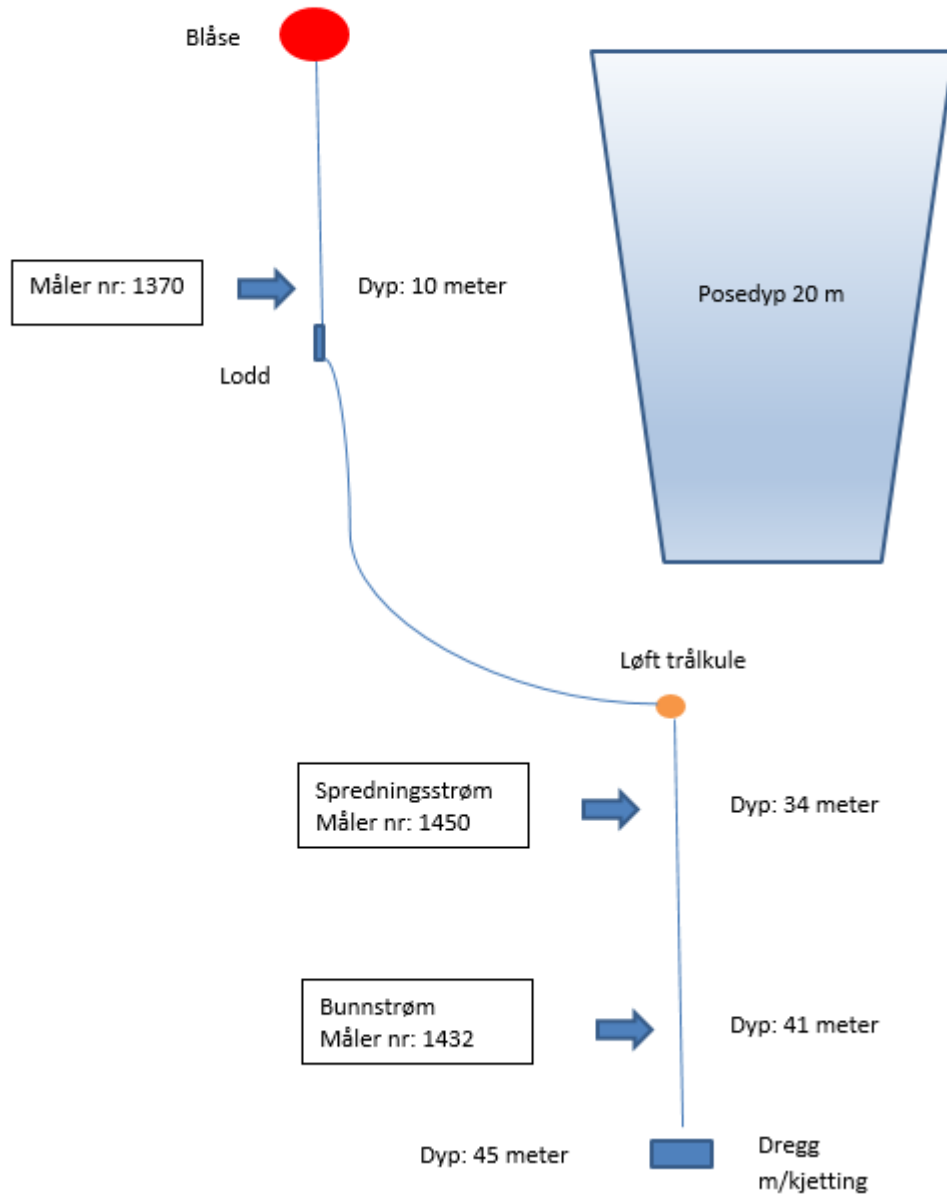 Blåse
Måler nr: 1370
Dyp: 10 meter
Posedyp 20 m
Lodd
Løft trålkule
Spredningsstrøm
Måler nr: 1450
Dyp: 34 meter
Bunnstrøm
Måler nr: 1432
Dyp: 41 meter
Dyp: 45 meter
Dregg
m/kjetting